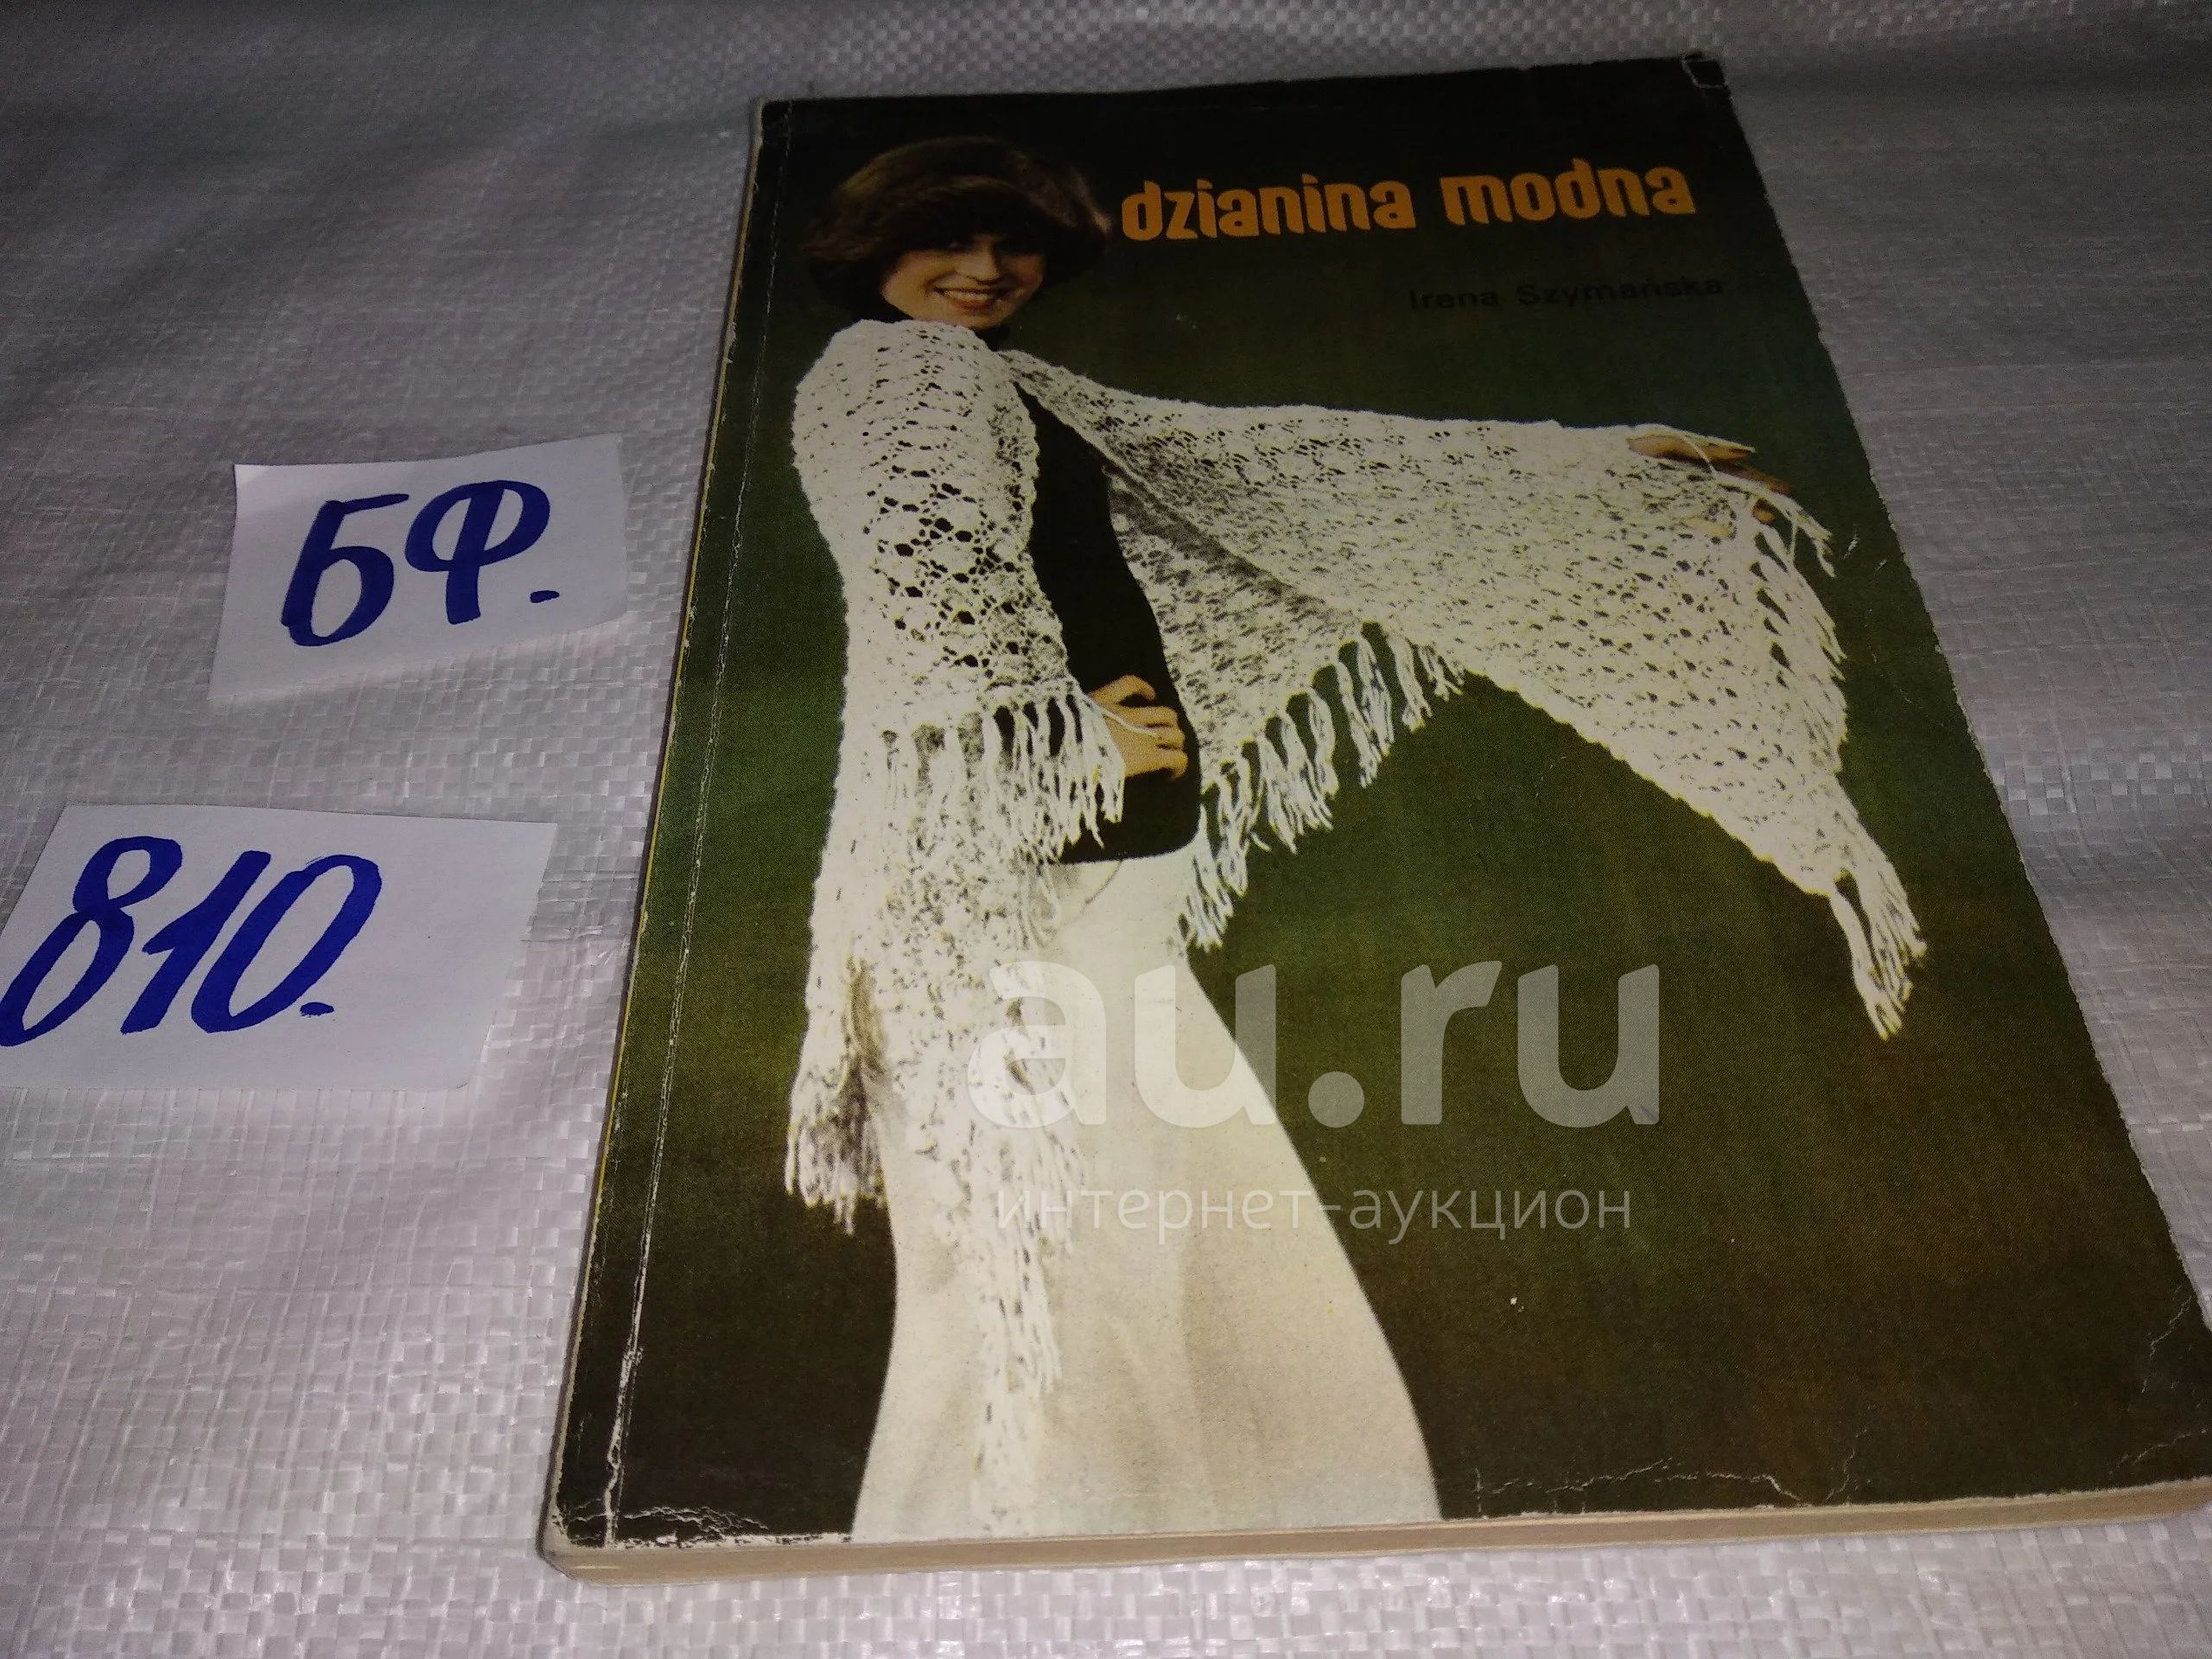 dzianina modna
Irena Szymańska
БФ.
810.
au.ru
интернет-аукцион